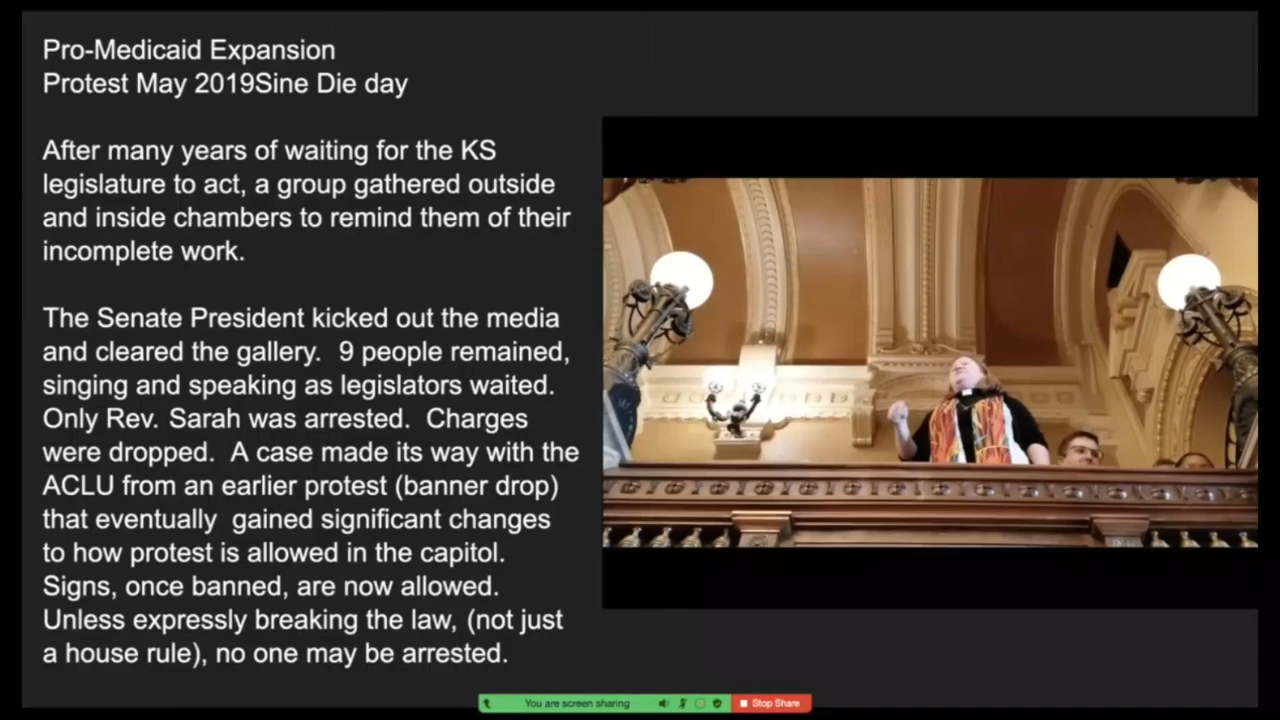 Pro-Medicaid Expansion
Protest May 2019Sine Die day
After many years of waiting for the KS
legislature to act, a group gathered outside
and inside chambers to remind them of their
incomplete work.
The Senate President kicked out the media
and cleared the gallery.  9 people remained,
singing and speaking as legislators waited.
Only Rev. Sarah was arrested.  Charges
were dropped.  A case made its way with the
ACLU from an earlier protest (banner drop)
that eventually  gained significant changes
to how protest is allowed in the capitol.
Signs, once banned, are now allowed.
Unless expressly breaking the law, (not just
a house rule), no one may be arrested.
You are screen sharing
Stop Share